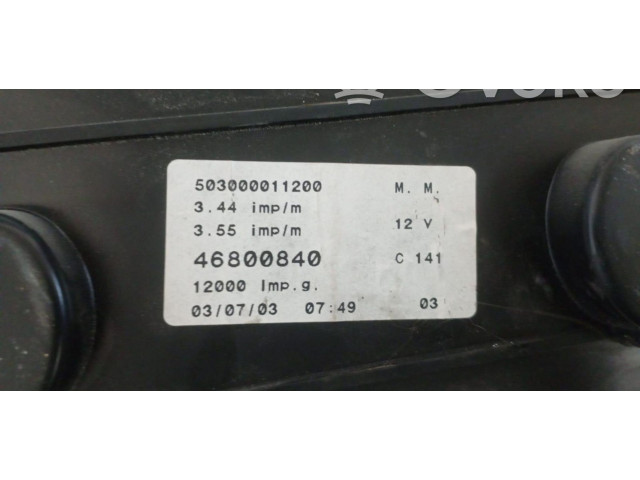 503000011200 M. M.
3.44 imp/m
3.55 imp/m 12 V
46800840 C 141
12000 Imp.g.
03/07/03 07:49 03